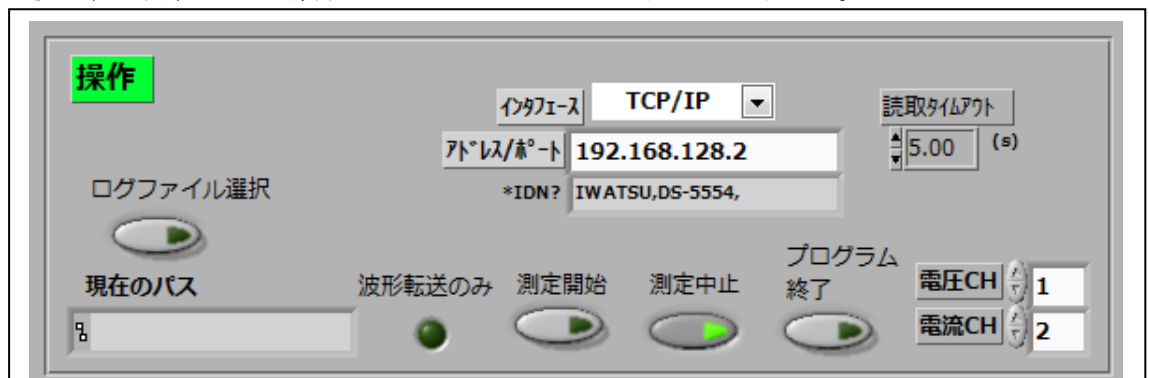 操作
インタフェース TCP/IP
読取タイムアウト
アドレス/ポート 192.168.128.2
5.00 (s)
*IDN? IWATSU,DS-5554,
ログファイル選択
現在のパス
波形転送のみ
測定開始
測定中止
プログラム
終了
電圧CH 1
電流CH 2